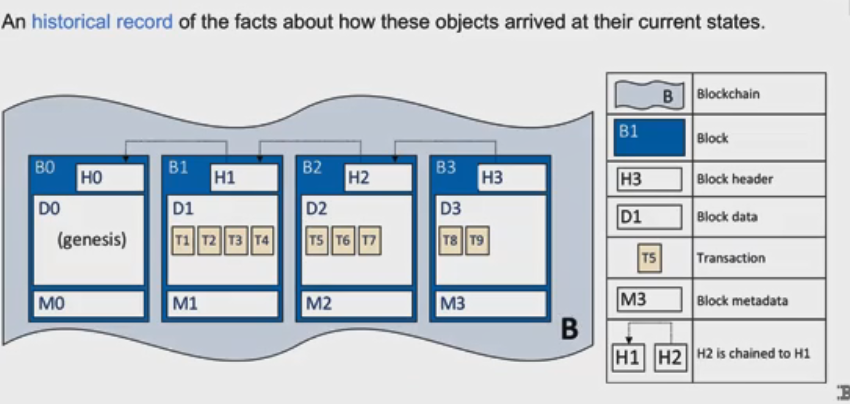 An historical record of the facts about how these objects arrived at their current states.
B0 H0
D0
(genesis)
M0
B1 H1
D1
T1 T2 T3 T4
M1
B2 H2
D2
T5 T6 T7
M2
B3 H3
D3
T8 T9
M3
B
B Blockchain
B1 Block
H3 Block header
D1 Block data
T5 Transaction
M3 Block metadata
H1 H2 H2 is chained to H1